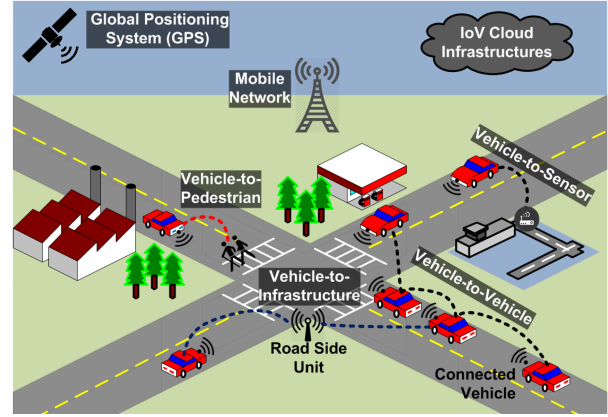 Global Positioning
System (GPS)
IoV Cloud
Infrastructures
Mobile
Network
Vehicle-to-Sensor
Vehicle-to-
Pedestrian
Vehicle-to-Vehicle
Vehicle-to-
Infrastructure
Road Side
Unit
Connected
Vehicle